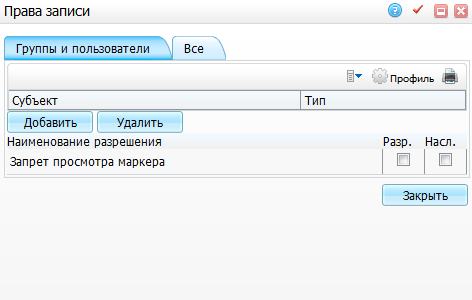 Права записи
Группы и пользователи Все
Профиль
Субъект Тип
Добавить Удалить
Наименование разрешения Разр. Насл.
Запрет просмотра маркера
Закрыть